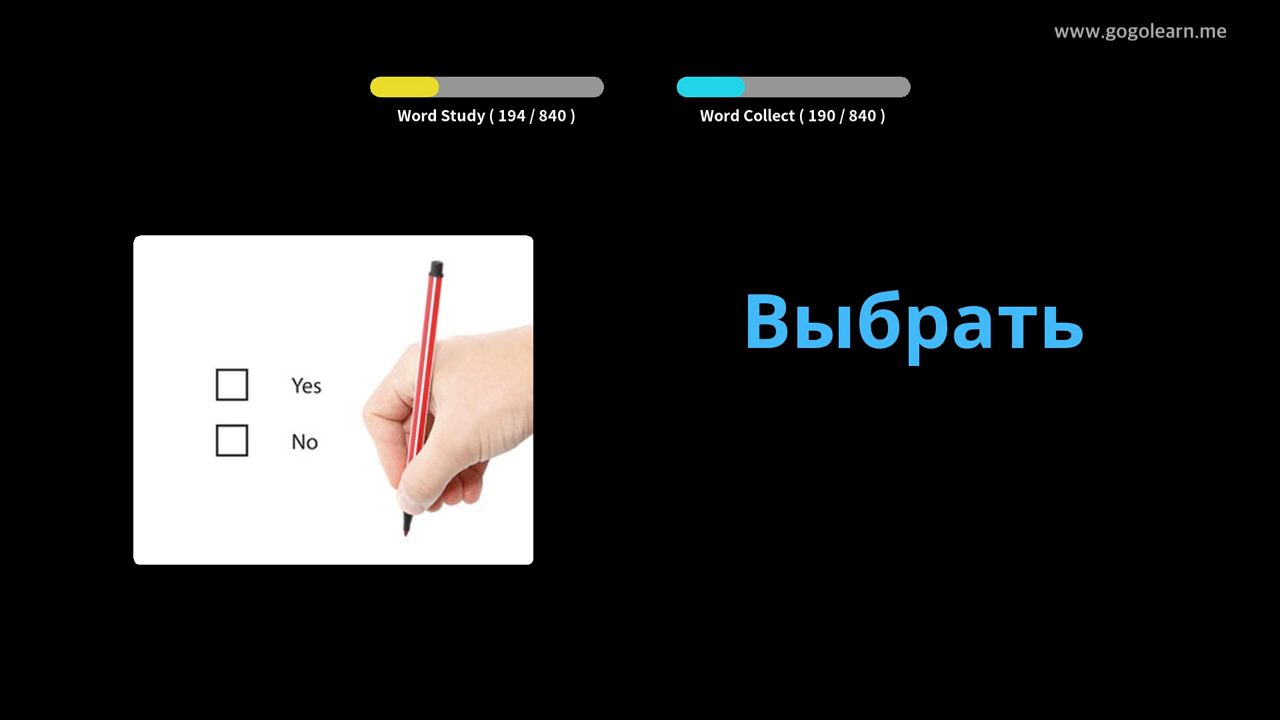 www.gogolearn.me
Word Study ( 194 / 840 )
Word Collect ( 190 / 840 )
Выбрать
Yes
No